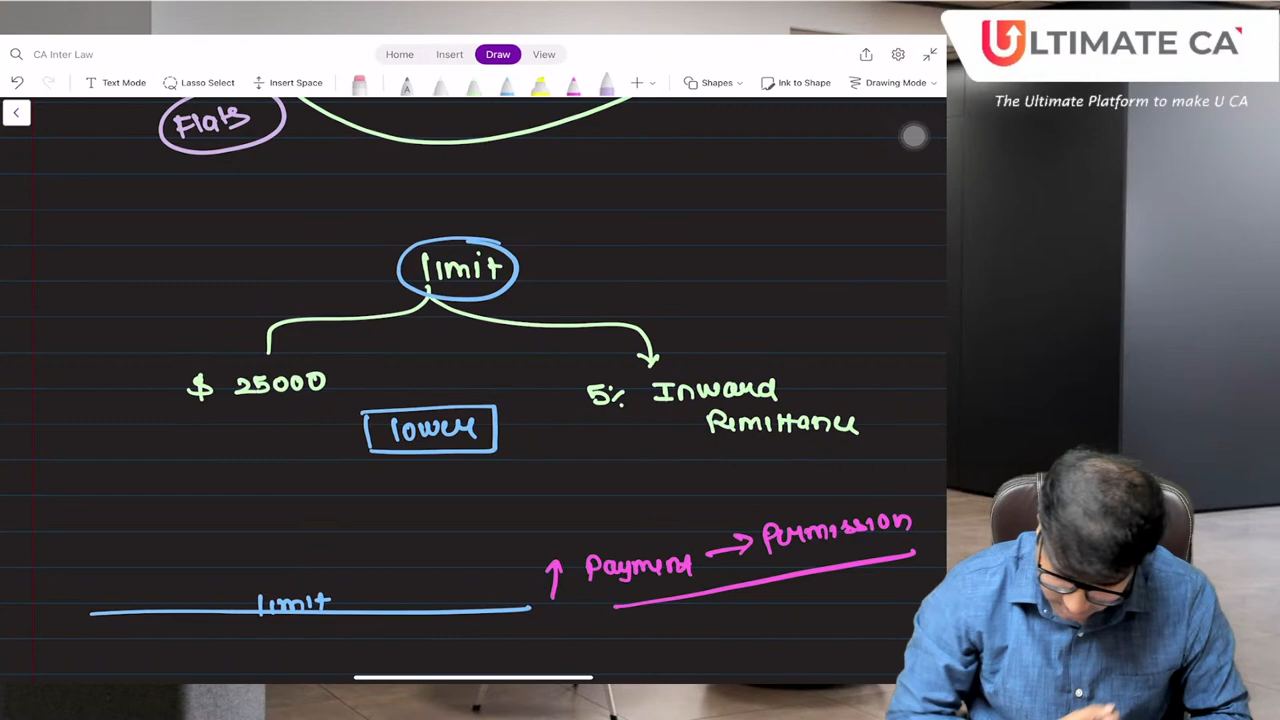 ULTIMATE CA
The Ultimate Platform to make U CA
CA Inter Law
Home Insert Draw View
Text Mode Lasso Select Insert Space Shapes Ink to Shape Drawing Mode
Flats
limit
$ 25000
5% Inward
Remittance
lower
↑ Payment → Permission
limit